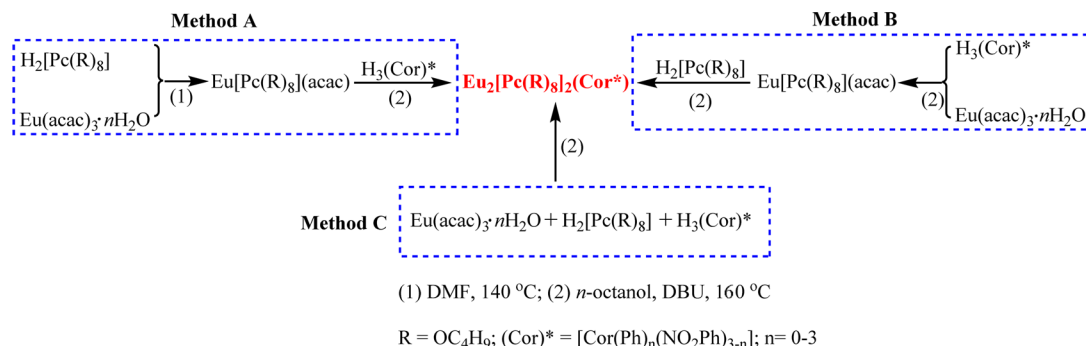 Method A
Method B
H₂[Pc(R)₈]
Eu(acac)₃·nH₂O
(1)
Eu[Pc(R)₈](acac)
H₃(Cor)*
(2)
Eu₂[Pc(R)₈]₂(Cor*)
H₂[Pc(R)₈]
(2)
Eu[Pc(R)₈](acac)
(2)
H₃(Cor)*
Eu(acac)₃·nH₂O
(2)
Method C
Eu(acac)₃·nH₂O + H₂[Pc(R)₈] + H₃(Cor)*
(1) DMF, 140 °C; (2) n-octanol, DBU, 160 °C
R = OC₄H₉; (Cor)* = [Cor(Ph)ₙ(NO₂Ph)₃₋ₙ]; n= 0-3